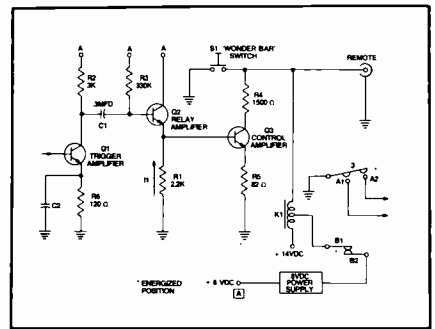 A A A
S1 'WONDER BAR'
SWITCH
REMOTE
R2
3K
R3
330K
.3MFD
C1
Q2
RELAY
AMPLIFIER
R4
1500 Ω
Q3
CONTROL
AMPLIFIER
Q1
TRIGGER
AMPLIFIER
3
A1 A2
I1
R1
2.2K
R5
82 Ω
K1
C2
R6
120 Ω
+ 14VDC
B1
B2
* ENERGIZED
POSITION
+ 8 VDC
A
8VDC
POWER
SUPPLY